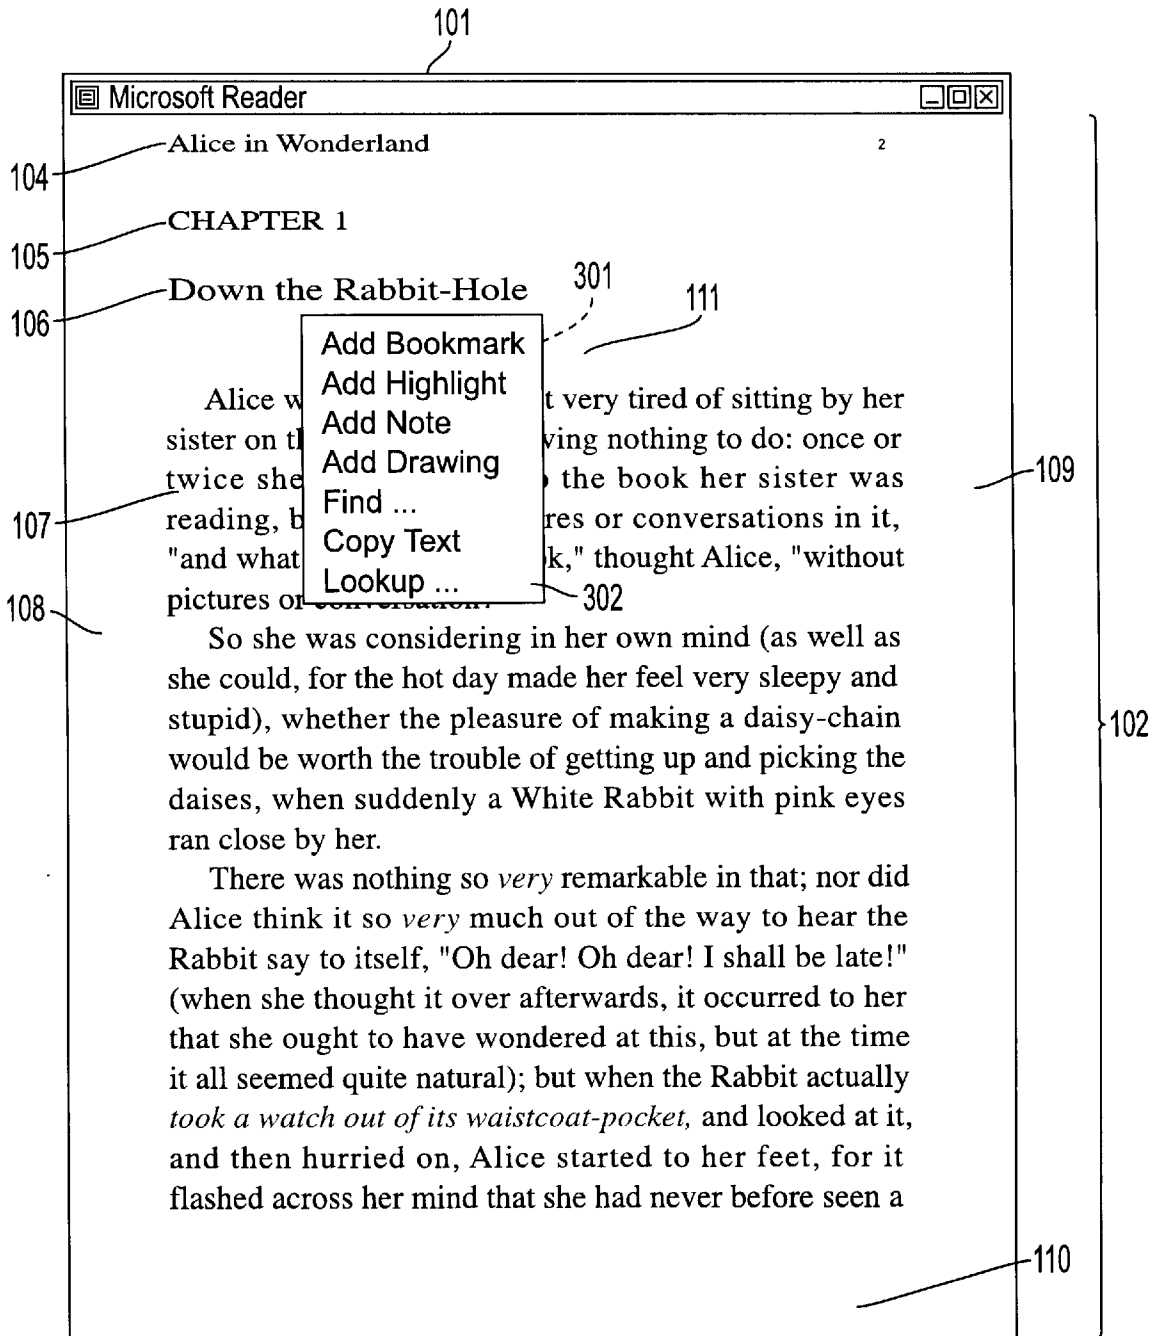 101
Microsoft Reader
Alice in Wonderland 2
104
CHAPTER 1
105
Down the Rabbit-Hole
106
301
111
Add Bookmark
Add Highlight
Add Note
Add Drawing
Find ...
Copy Text
Lookup ...
302
Alice w t very tired of sitting by her
sister on th ving nothing to do: once or
twice she the book her sister was
reading, b res or conversations in it,
"and what k," thought Alice, "without
pictures or conversation?
107
108
109
So she was considering in her own mind (as well as
she could, for the hot day made her feel very sleepy and
stupid), whether the pleasure of making a daisy-chain
would be worth the trouble of getting up and picking the
daises, when suddenly a White Rabbit with pink eyes
ran close by her.
102
There was nothing so very remarkable in that; nor did
Alice think it so very much out of the way to hear the
Rabbit say to itself, "Oh dear! Oh dear! I shall be late!"
(when she thought it over afterwards, it occurred to her
that she ought to have wondered at this, but at the time
it all seemed quite natural); but when the Rabbit actually
took a watch out of its waistcoat-pocket, and looked at it,
and then hurried on, Alice started to her feet, for it
flashed across her mind that she had never before seen a
110